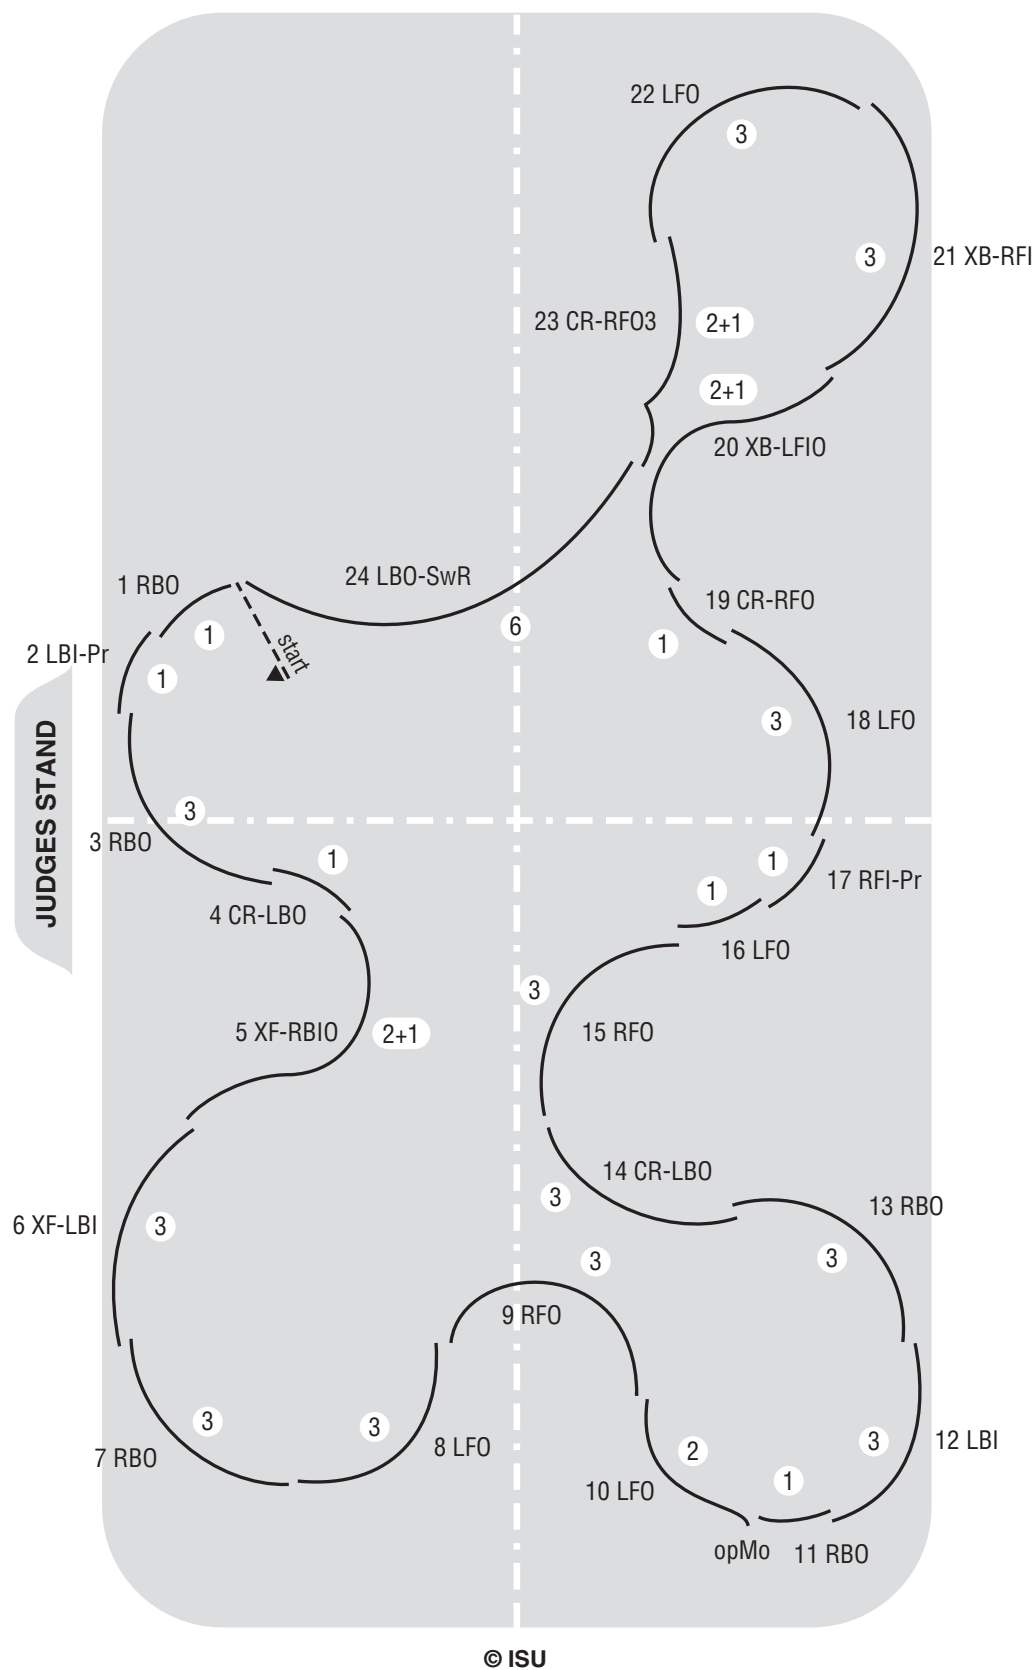 22 LFO
3
3
21 XB-RFI
23 CR-RFO3
2+1
2+1
20 XB-LFIO
24 LBO-SwR
1 RBO
19 CR-RFO
6
1
start
1
2 LBI-Pr
1
3
18 LFO
JUDGES STAND
3
3 RBO
1
1
17 RFI-Pr
1
4 CR-LBO
16 LFO
3
5 XF-RBIO
2+1
15 RFO
14 CR-LBO
3
13 RBO
6 XF-LBI
3
3
3
9 RFO
3
3
8 LFO
7 RBO
2
3
12 LBI
1
10 LFO
opMo
11 RBO
© ISU